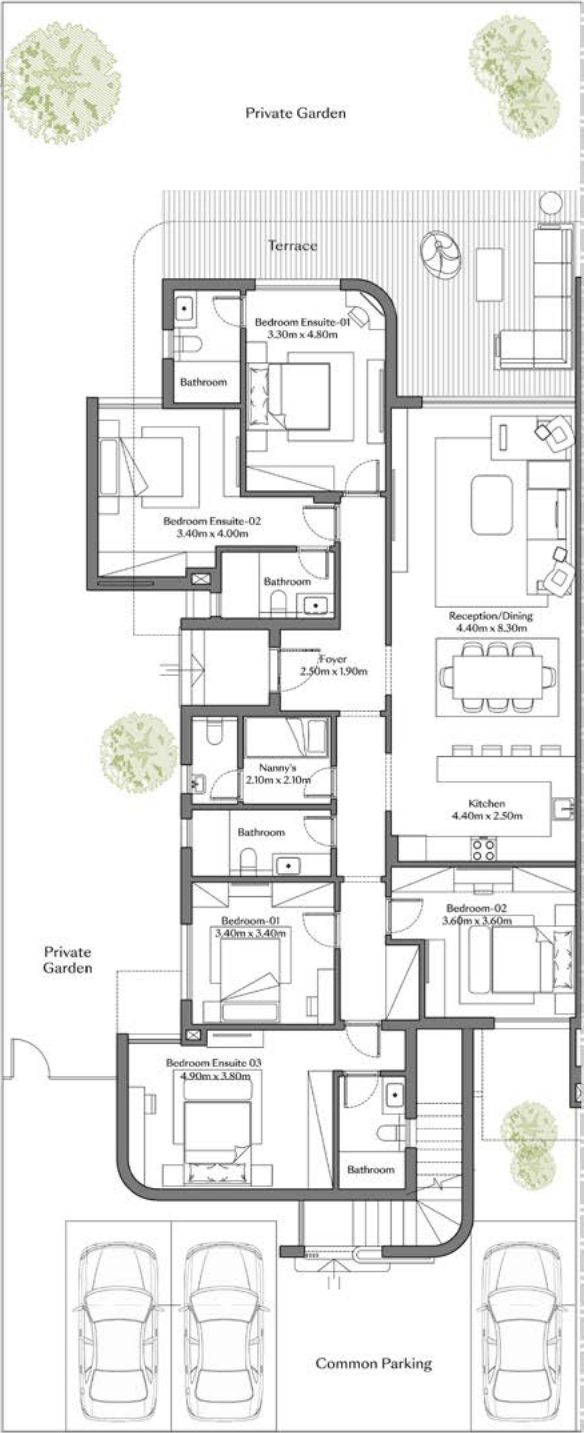 Private Garden
Terrace
Bedroom Ensuite-01
3.30m x 4.80m
Bathroom
Bedroom Ensuite-02
3.40m x 4.00m
Bathroom
Reception/Dining
4.40m x 8.30m
Foyer
2.50m x 1.90m
Nanny's
2.10m x 2.10m
Kitchen
4.40m x 2.50m
Bathroom
Bedroom-01
3.40m x 3.40m
Bedroom-02
3.60m x 3.60m
Private
Garden
Bedroom Ensuite 03
4.90m x 3.80m
Bathroom
Common Parking